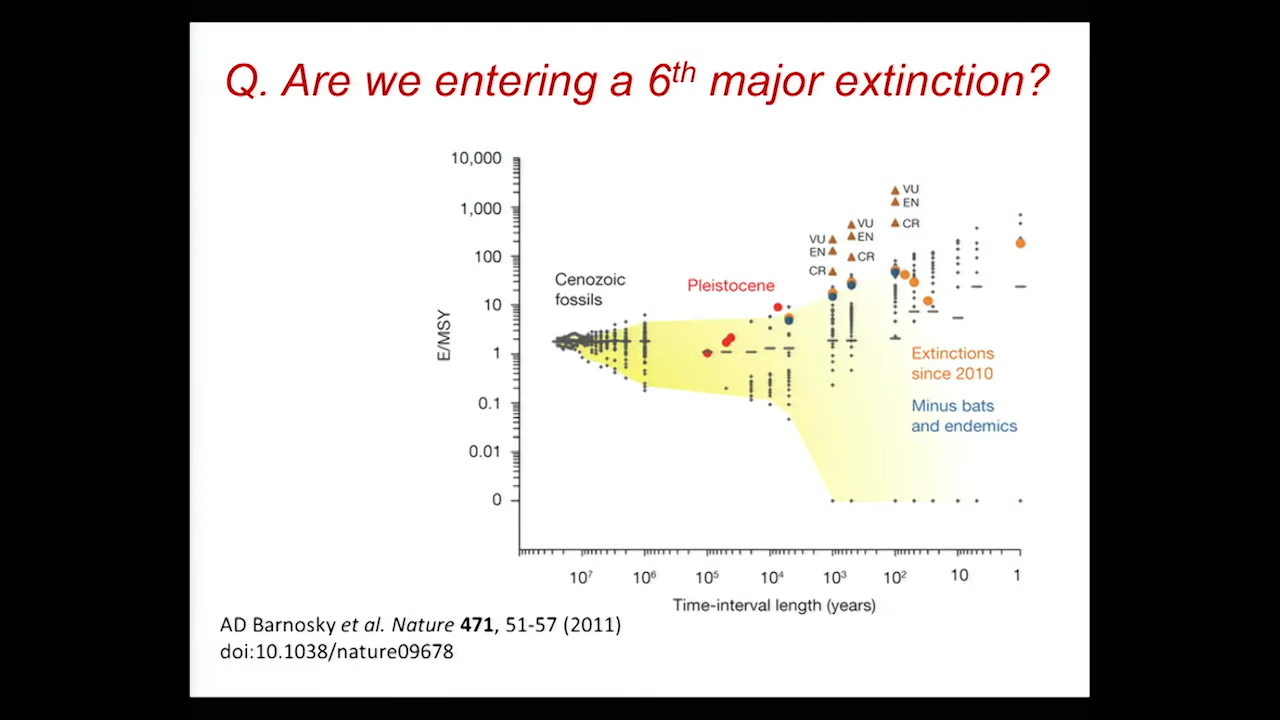 Q. Are we entering a 6th major extinction?
10,000
1,000
100
10
1
0.1
0.01
0
E/MSY
Cenozoic
fossils
Pleistocene
VU
EN
CR
VU
EN
CR
VU
EN
CR
Extinctions
since 2010
Minus bats
and endemics
10⁷ 10⁶ 10⁵ 10⁴ 10³ 10² 10 1
Time-interval length (years)
AD Barnosky et al. Nature 471, 51-57 (2011)
doi:10.1038/nature09678